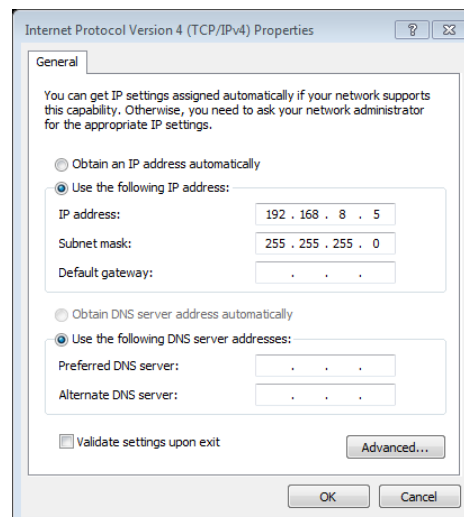 Internet Protocol Version 4 (TCP/IPv4) Properties
General
You can get IP settings assigned automatically if your network supports
this capability. Otherwise, you need to ask your network administrator
for the appropriate IP settings.
Obtain an IP address automatically
Use the following IP address:
IP address: 192 . 168 . 8 . 5
Subnet mask: 255 . 255 . 255 . 0
Default gateway: . . .
Obtain DNS server address automatically
Use the following DNS server addresses:
Preferred DNS server: . . .
Alternate DNS server: . . .
Validate settings upon exit
Advanced...
OK Cancel